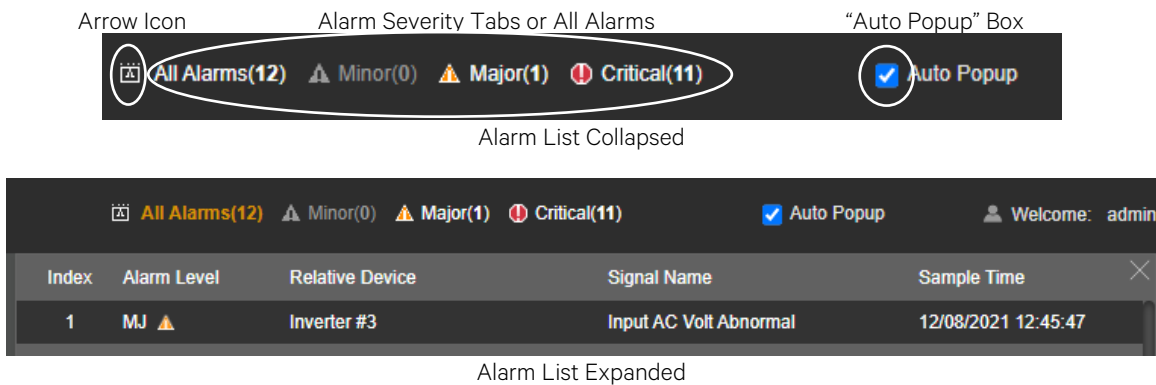 Arrow Icon Alarm Severity Tabs or All Alarms “Auto Popup” Box
All Alarms(12) Minor(0) Major(1) Critical(11) Auto Popup
Alarm List Collapsed
All Alarms(12) Minor(0) Major(1) Critical(11) Auto Popup Welcome: admin
Index Alarm Level Relative Device Signal Name Sample Time
1 MJ Inverter #3 Input AC Volt Abnormal 12/08/2021 12:45:47
Alarm List Expanded